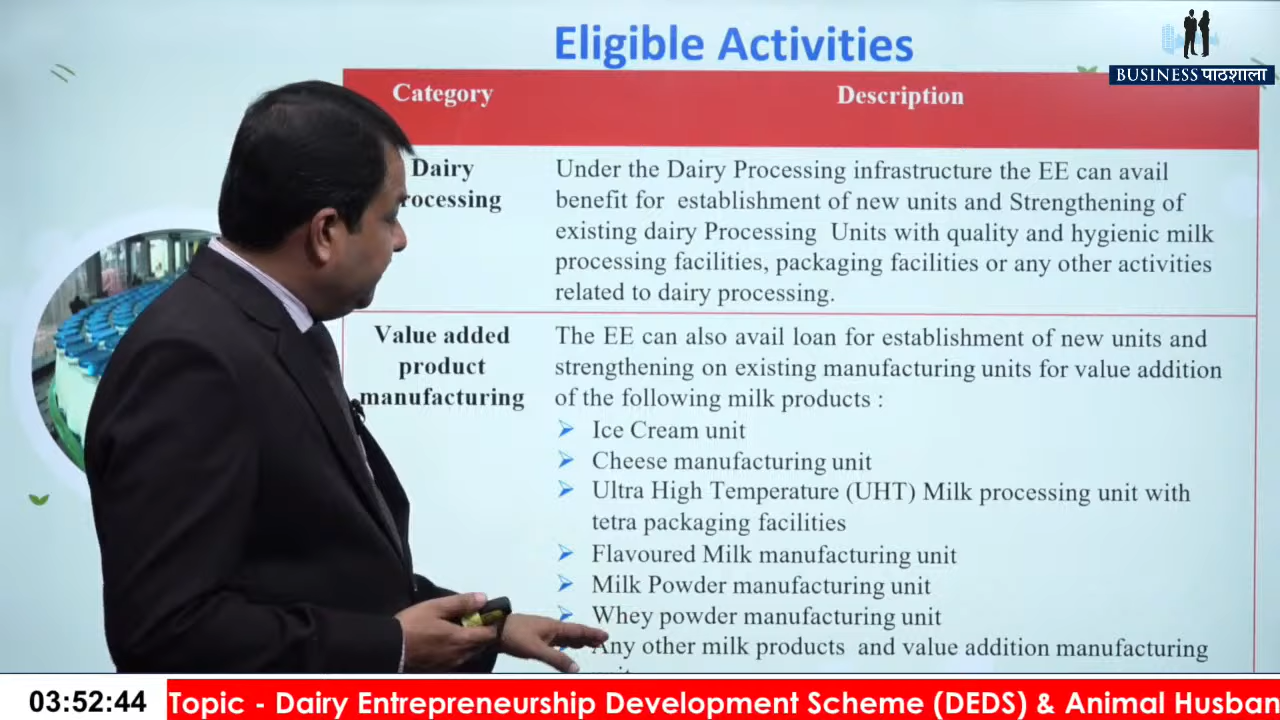 Eligible Activities
BUSINESS पाठशाला
Category
Description
Dairy
rocessing
Under the Dairy Processing infrastructure the EE can avail
benefit for establishment of new units and Strengthening of
existing dairy Processing Units with quality and hygienic milk
processing facilities, packaging facilities or any other activities
related to dairy processing.
Value added
product
manufacturing
The EE can also avail loan for establishment of new units and
strengthening on existing manufacturing units for value addition
of the following milk products :
Ice Cream unit
Cheese manufacturing unit
Ultra High Temperature (UHT) Milk processing unit with
tetra packaging facilities
Flavoured Milk manufacturing unit
Milk Powder manufacturing unit
Whey powder manufacturing unit
Any other milk products and value addition manufacturing
03:52:44
Topic - Dairy Entrepreneurship Development Scheme (DEDS) & Animal Husban